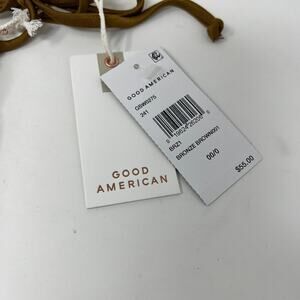 GOOD AMERICAN
GSW0275
241
BRZ1
BRONZE BROWN001
00/0
$55.00
GOOD
AMERICAN